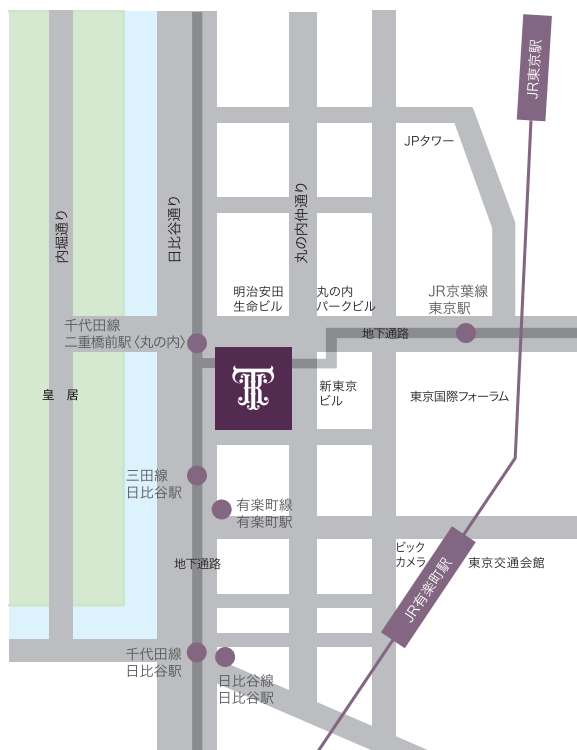 JR東京駅
JPタワー
内堀通り
日比谷通り
丸の内仲通り
明治安田
生命ビル
丸の内
パークビル
JR京葉線
東京駅
千代田線
二重橋前駅〈丸の内〉
地下通路
皇 居
新東京
ビル
東京国際フォーラム
三田線
日比谷駅
有楽町線
有楽町駅
地下通路
ビック
カメラ
東京交通会館
JR有楽町駅
千代田線
日比谷駅
日比谷線
日比谷駅